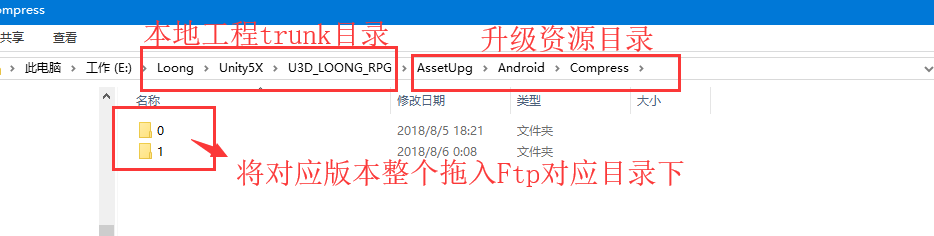 ompress
共享 查看
本地工程trunk目录 升级资源目录
此电脑 › 工作 (E:) › Loong › Unity5X › U3D_LOONG_RPG › AssetUpg › Android › Compress ›
名称 修改日期 类型 大小
0 2018/8/5 18:21 文件夹
1 2018/8/6 0:08 文件夹
将对应版本整个拖入Ftp对应目录下